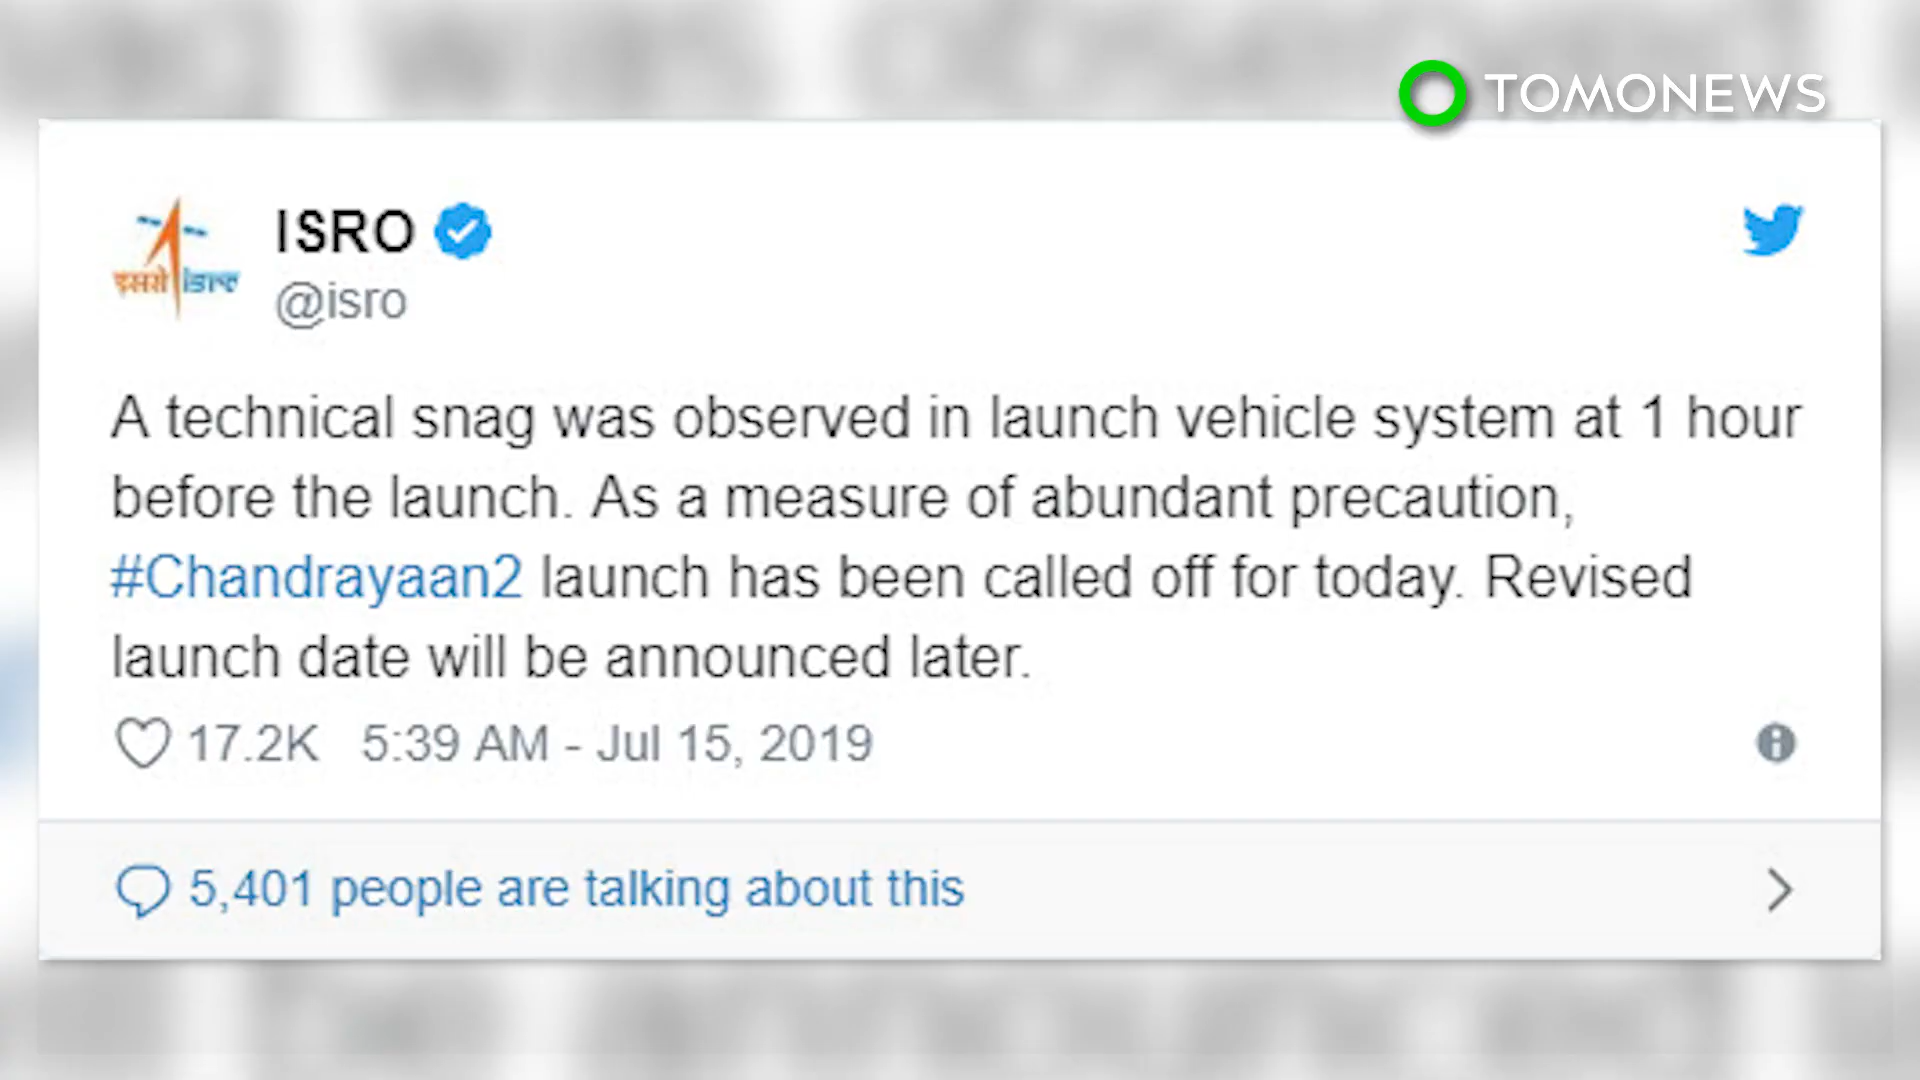 TOMONEWS
ISRO
@isro
इसरो isro
A technical snag was observed in launch vehicle system at 1 hour
before the launch. As a measure of abundant precaution,
#Chandrayaan2 launch has been called off for today. Revised
launch date will be announced later.
17.2K 5:39 AM - Jul 15, 2019
5,401 people are talking about this